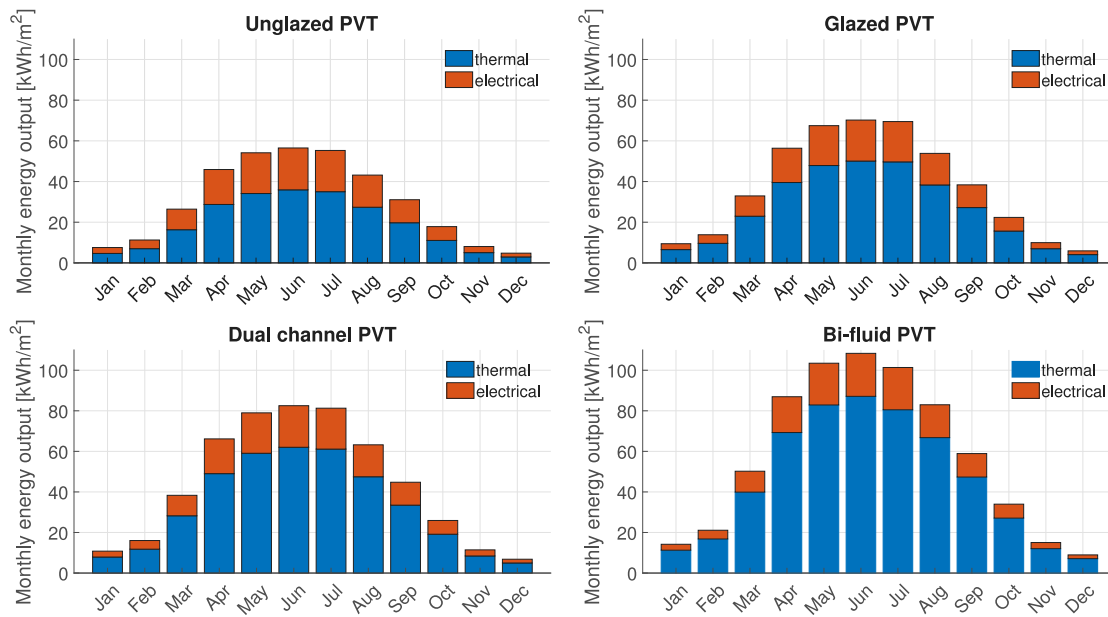 Unglazed PVT
Monthly energy output [kWh/m²]
100
80
60
40
20
0
thermal
electrical
Jan Feb Mar Apr May Jun Jul Aug Sep Oct Nov Dec
Glazed PVT
Monthly energy output [kWh/m²]
100
80
60
40
20
0
thermal
electrical
Jan Feb Mar Apr May Jun Jul Aug Sep Oct Nov Dec
Dual channel PVT
Monthly energy output [kWh/m²]
100
80
60
40
20
0
thermal
electrical
Jan Feb Mar Apr May Jun Jul Aug Sep Oct Nov Dec
Bi-fluid PVT
Monthly energy output [kWh/m²]
100
80
60
40
20
0
thermal
electrical
Jan Feb Mar Apr May Jun Jul Aug Sep Oct Nov Dec